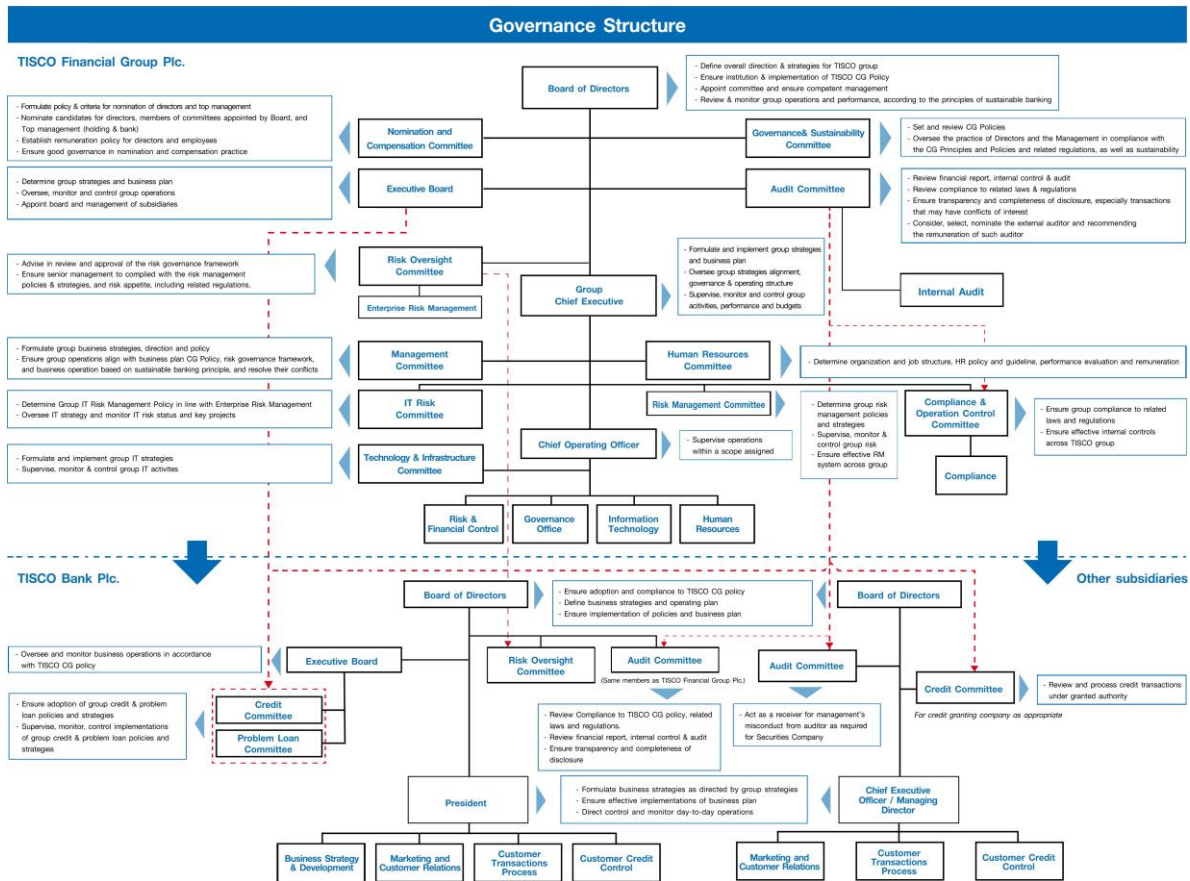 Governance Structure
TISCO Financial Group Plc.
Board of Directors
- Define overall direction & strategies for TISCO group
- Ensure institution & implementation of TISCO CG Policy
- Appoint committee and ensure competent management
- Review & monitor group operations and performance, according to the principles of sustainable banking
- Formulate policy & criteria for nomination of directors and top management
- Nominate candidates for directors, members of committees appointed by Board, and
Top management (holding & bank)
- Establish remuneration policy for directors and employees
- Ensure good governance in nomination and compensation practice
Nomination and
Compensation Committee
Governance& Sustainability
Committee
- Set and review CG Policies
- Oversee the practice of Directors and the Management in compliance with
the CG Principles and Policies and related regulations, as well as sustainability
- Determine group strategies and business plan
- Oversee, monitor and control group operations
- Appoint board and management of subsidiaries
Executive Board
Audit Committee
- Review financial report, internal control & audit
- Review compliance to related laws & regulations
- Ensure transparency and completeness of disclosure, especially transactions
that may have conflicts of interest
- Consider, select, nominate the external auditor and recommending
the remuneration of such auditor
- Advise in review and approval of the risk governance framework
- Ensure senior management to complied with the risk management
policies & strategies, and risk appetite, including related regulations.
Risk Oversight
Committee
Enterprise Risk Management
Group
Chief Executive
- Formulate and implement group strategies
and business plan
- Oversee group strategies alignment,
governance & operating structure
- Supervise, monitor and control group
activities, performance and budgets
Internal Audit
- Formulate group business strategies, direction and policy
- Ensure group operations align with business plan CG Policy, risk governance framework,
and business operation based on sustainable banking principle, and resolve their conflicts
Management
Committee
Human Resources
Committee
- Determine organization and job structure, HR policy and guideline, performance evaluation and remuneration
- Determine Group IT Risk Management Policy in line with Enterprise Risk Management
- Oversee IT strategy and monitor IT risk status and key projects
IT Risk
Committee
Risk Management Committee
- Determine group risk
management policies
and strategies
- Supervise, monitor &
control group risk
- Ensure effective RM
system across group
Compliance &
Operation Control
Committee
- Ensure group compliance to related
laws and regulations
- Ensure effective internal controls
across TISCO group
Compliance
Chief Operating Officer
- Supervise operations
within a scope assigned
- Formulate and implement group IT strategies
- Supervise, monitor & control group IT activites
Technology & Infrastructure
Committee
Risk &
Financial Control
Governance
Office
Information
Technology
Human
Resources
TISCO Bank Plc.
Other subsidiaries
Board of Directors
- Ensure adoption and compliance to TISCO CG policy
- Define business strategies and operating plan
- Ensure implementation of policies and business plan
Board of Directors
- Oversee and monitor business operations in accordance
with TISCO CG policy
Executive Board
Risk Oversight
Committee
Audit Committee
(Same members as TISCO Financial Group Plc.)
Audit Committee
Credit Committee
For credit granting company as appropriate
- Review and process credit transactions
under granted authority
- Ensure adoption of group credit & problem
loan policies and strategies
- Supervise, monitor, control implementations
of group credit & problem loan policies and
strategies
Credit
Committee
Problem Loan
Committee
- Review Compliance to TISCO CG policy, related
laws and regulations.
- Review financial report, internal control & audit
- Ensure transparency and completeness of
disclosure
- Act as a receiver for management's
misconduct from auditor as required
for Securities Company
President
- Formulate business strategies as directed by group strategies
- Ensure effective implementations of business plan
- Direct control and monitor day-to-day operations
Chief Executive
Officer / Managing
Director
Business Strategy
& Development
Marketing and
Customer Relations
Customer
Transactions
Process
Customer Credit
Control
Marketing and
Customer Relations
Customer
Transactions
Process
Customer Credit
Control